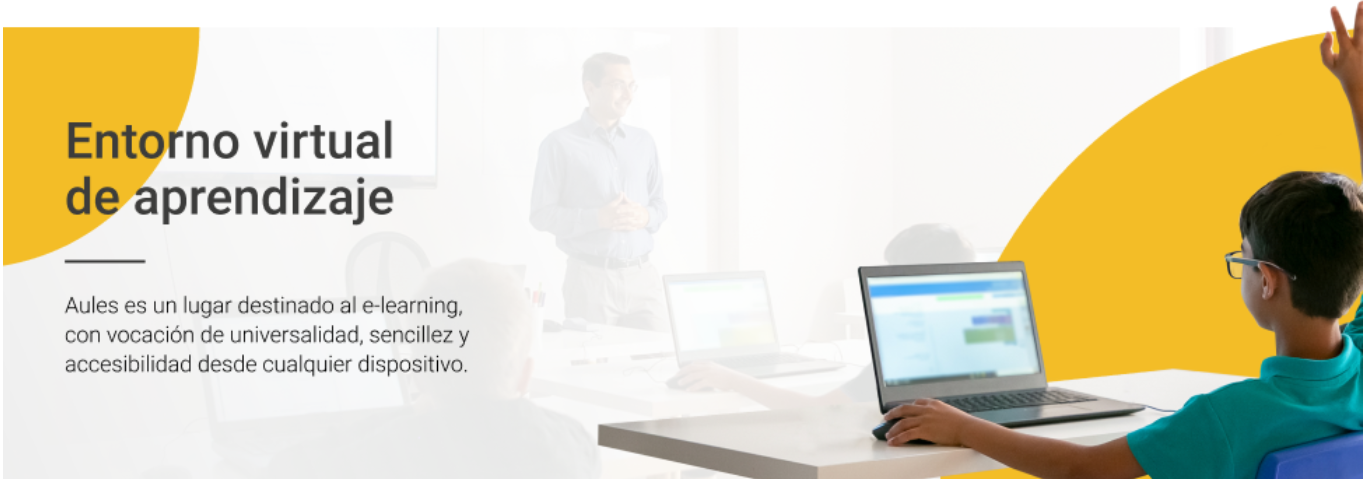 Entorno virtual
de aprendizaje
Aules es un lugar destinado al e-learning,
con vocación de universalidad, sencillez y
accesibilidad desde cualquier dispositivo.